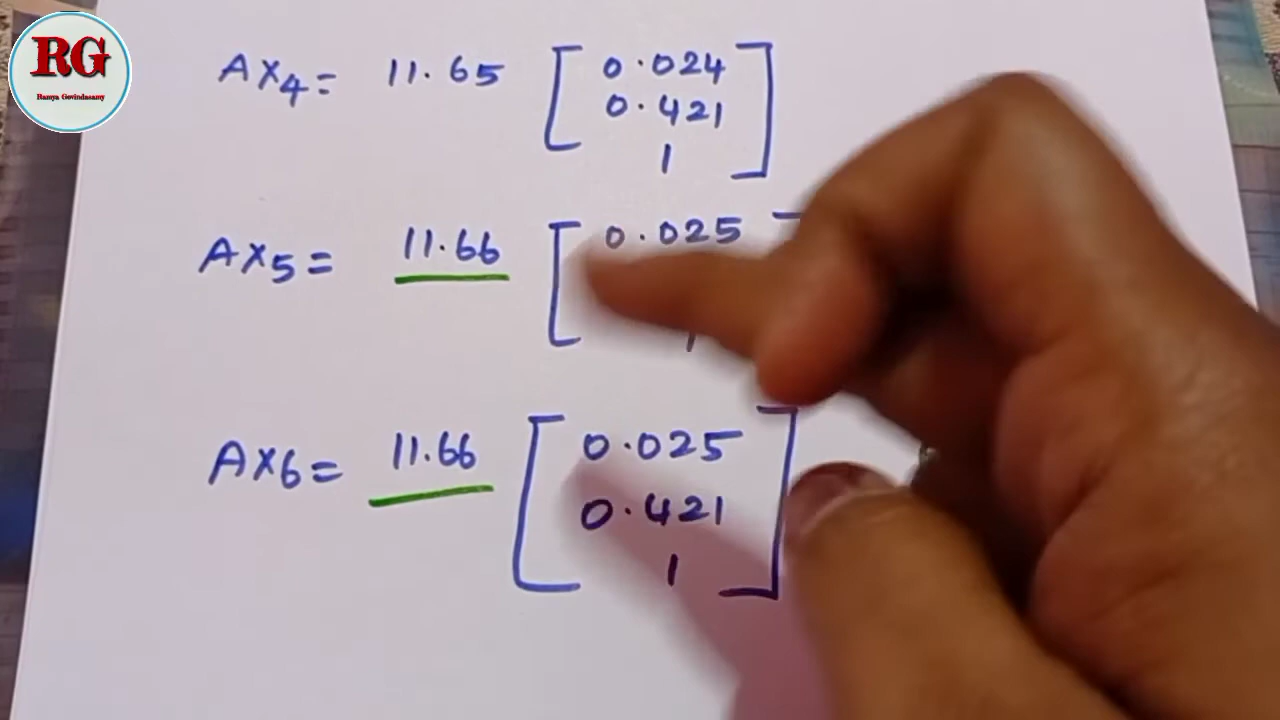 RG
Ramya Govindasamy
AX4 = 11.65 [ 0.024
0.421
1 ]
AX5 = 11.66 [ 0.025
1
AX6 = 11.66 [ 0.025
0.421
1 ]